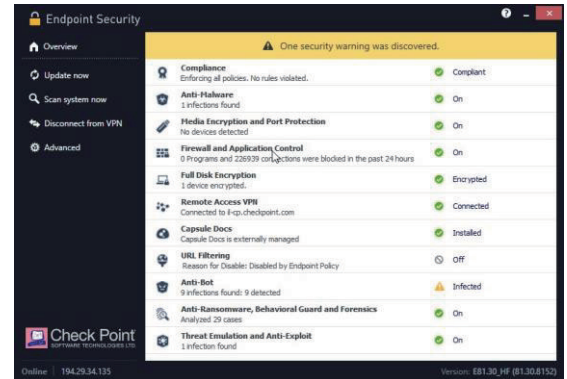 Endpoint Security
?
Overview
Update now
Scan system now
Disconnect from VPN
Advanced
One security warning was discovered.
Compliance
Enforcing all policies. No rules violated.
Compliant
Anti-Malware
1 infections found
On
Media Encryption and Port Protection
No devices detected
On
Firewall and Application Control
0 Programs and 226939 connections were blocked in the past 24 hours
On
Full Disk Encryption
1 device encrypted.
Encrypted
Remote Access VPN
Connected to il-cp.checkpoint.com
Connected
Capsule Docs
Capsule Docs is externally managed
Installed
URL Filtering
Reason for Disable: Disabled by Endpoint Policy
Off
Anti-Bot
9 infections found: 9 detected
Infected
Anti-Ransomware, Behavioral Guard and Forensics
Analyzed 29 cases
On
Threat Emulation and Anti-Exploit
1 infection found
On
Check Point
SOFTWARE TECHNOLOGIES LTD
Online | 194.29.34.135
Version: E81.30_HF (81.30.8152)